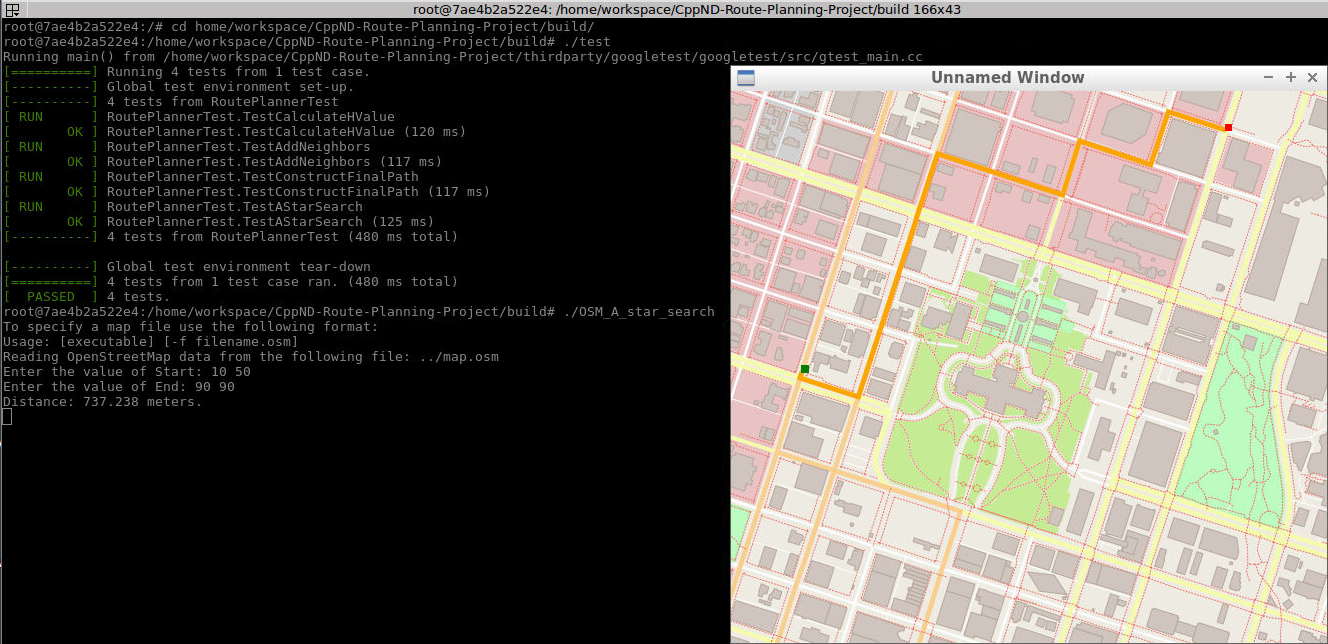 root@7ae4b2a522e4: /home/workspace/CppND-Route-Planning-Project/build 166x43
root@7ae4b2a522e4:/# cd home/workspace/CppND-Route-Planning-Project/build/
root@7ae4b2a522e4:/home/workspace/CppND-Route-Planning-Project/build# ./test
Running main() from /home/workspace/CppND-Route-Planning-Project/thirdparty/googletest/googletest/src/gtest_main.cc
[==========] Running 4 tests from 1 test case.
[----------] Global test environment set-up.
[----------] 4 tests from RoutePlannerTest
[ RUN      ] RoutePlannerTest.TestCalculateHValue
[       OK ] RoutePlannerTest.TestCalculateHValue (120 ms)
[ RUN      ] RoutePlannerTest.TestAddNeighbors
[       OK ] RoutePlannerTest.TestAddNeighbors (117 ms)
[ RUN      ] RoutePlannerTest.TestConstructFinalPath
[       OK ] RoutePlannerTest.TestConstructFinalPath (117 ms)
[ RUN      ] RoutePlannerTest.TestAStarSearch
[       OK ] RoutePlannerTest.TestAStarSearch (125 ms)
[----------] 4 tests from RoutePlannerTest (480 ms total)
[----------] Global test environment tear-down
[==========] 4 tests from 1 test case ran. (480 ms total)
[  PASSED  ] 4 tests.
root@7ae4b2a522e4:/home/workspace/CppND-Route-Planning-Project/build# ./OSM_A_star_search
To specify a map file use the following format:
Usage: [executable] [-f filename.osm]
Reading OpenStreetMap data from the following file: ../map.osm
Enter the value of Start: 10 50
Enter the value of End: 90 90
Distance: 737.238 meters.
Unnamed Window